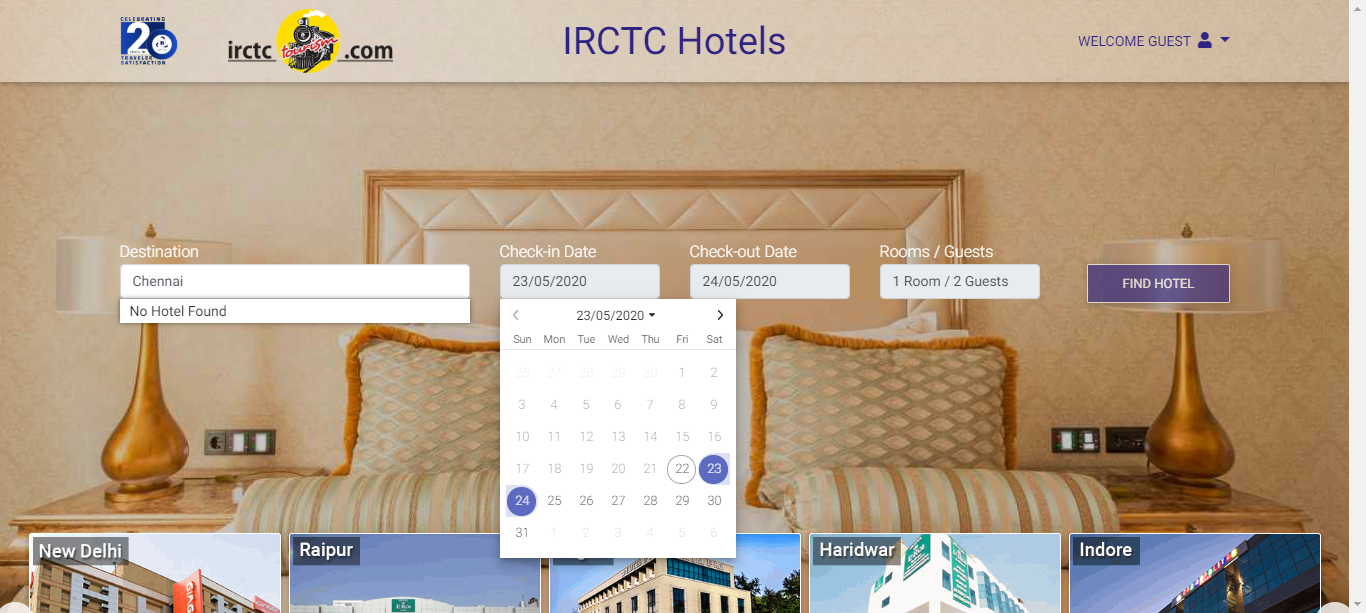 CELEBRATING
20
TRAVELER
SATISFACTION
irctc tourism .com
IRCTC Hotels
WELCOME GUEST
Destination
Check-in Date
Check-out Date
Rooms / Guests
Chennai
23/05/2020
24/05/2020
1 Room / 2 Guests
FIND HOTEL
No Hotel Found
23/05/2020
Sun Mon Tue Wed Thu Fri Sat
26 27 28 29 30 1 2
3 4 5 6 7 8 9
10 11 12 13 14 15 16
17 18 19 20 21 22 23
24 25 26 27 28 29 30
31 1 2 3 4 5 6
New Delhi
Raipur
Haridwar
Indore